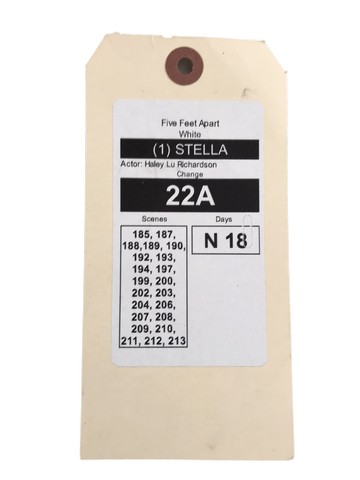 Five Feet Apart
White
(1) STELLA
Actor: Haley Lu Richardson
Change
22A
Scenes Days
185, 187, N 18
188,189, 190,
192, 193,
194, 197,
199, 200,
202, 203,
204, 206,
207, 208,
209, 210,
211, 212, 213